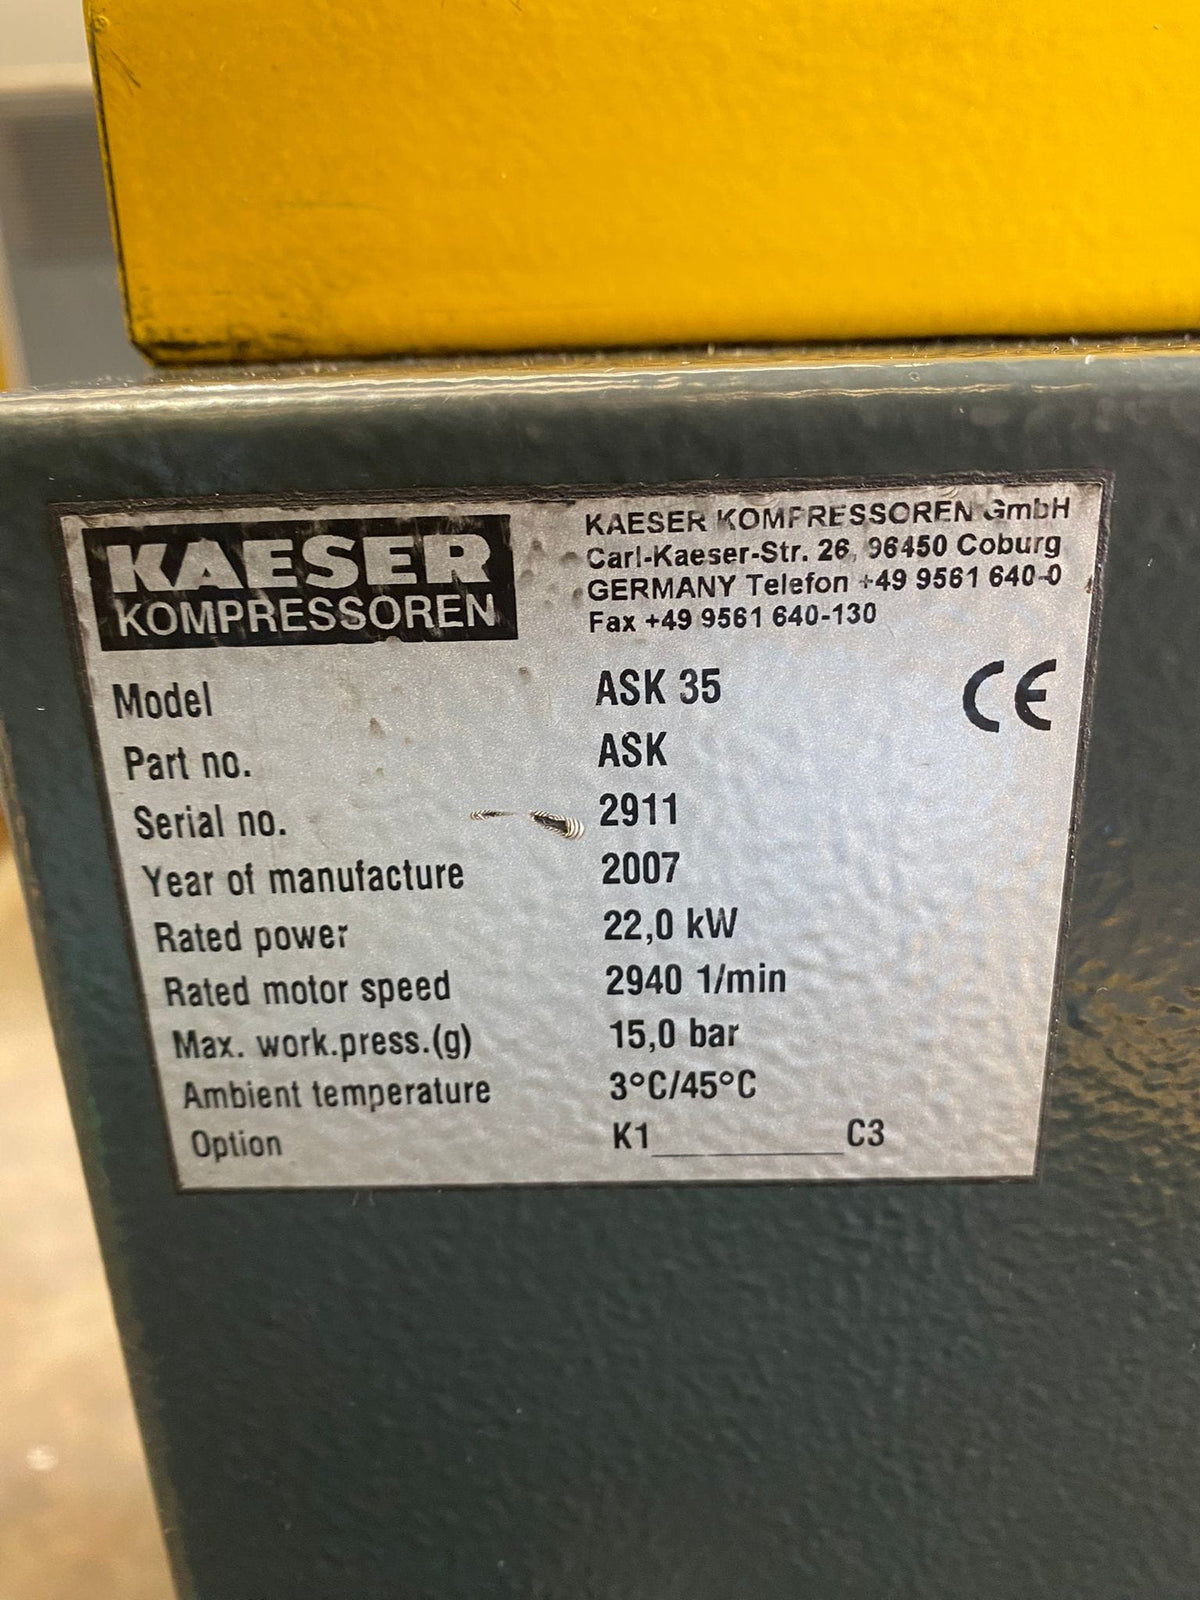 KAESER
KOMPRESSOREN
KAESER KOMPRESSOREN GmbH
Carl-Kaeser-Str. 26, 96450 Coburg
GERMANY Telefon +49 9561 640-0
Fax +49 9561 640-130
CE
Model ASK 35
Part no. ASK
Serial no. 2911
Year of manufacture 2007
Rated power 22,0 kW
Rated motor speed 2940 1/min
Max. work.press.(g) 15,0 bar
Ambient temperature 3°C/45°C
Option K1__________C3